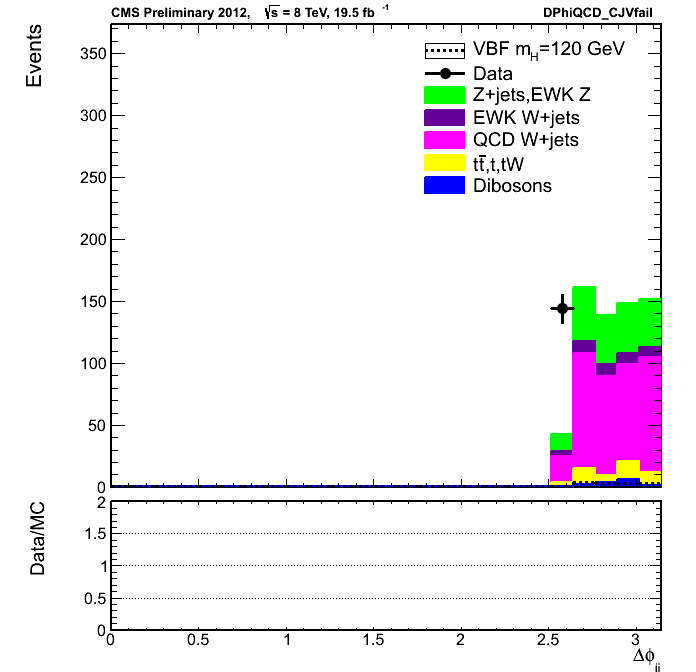 CMS Preliminary 2012, √s = 8 TeV, 19.5 fb⁻¹ DPhiQCD_CJVfail
Events
350
300
250
200
150
100
50
0
VBF m_H=120 GeV
Data
Z+jets,EWK Z
EWK W+jets
QCD W+jets
tt̄,t,tW
Dibosons
Data/MC
2
1.5
1
0.5
0
0 0.5 1 1.5 2 2.5 3
Δϕ_jj